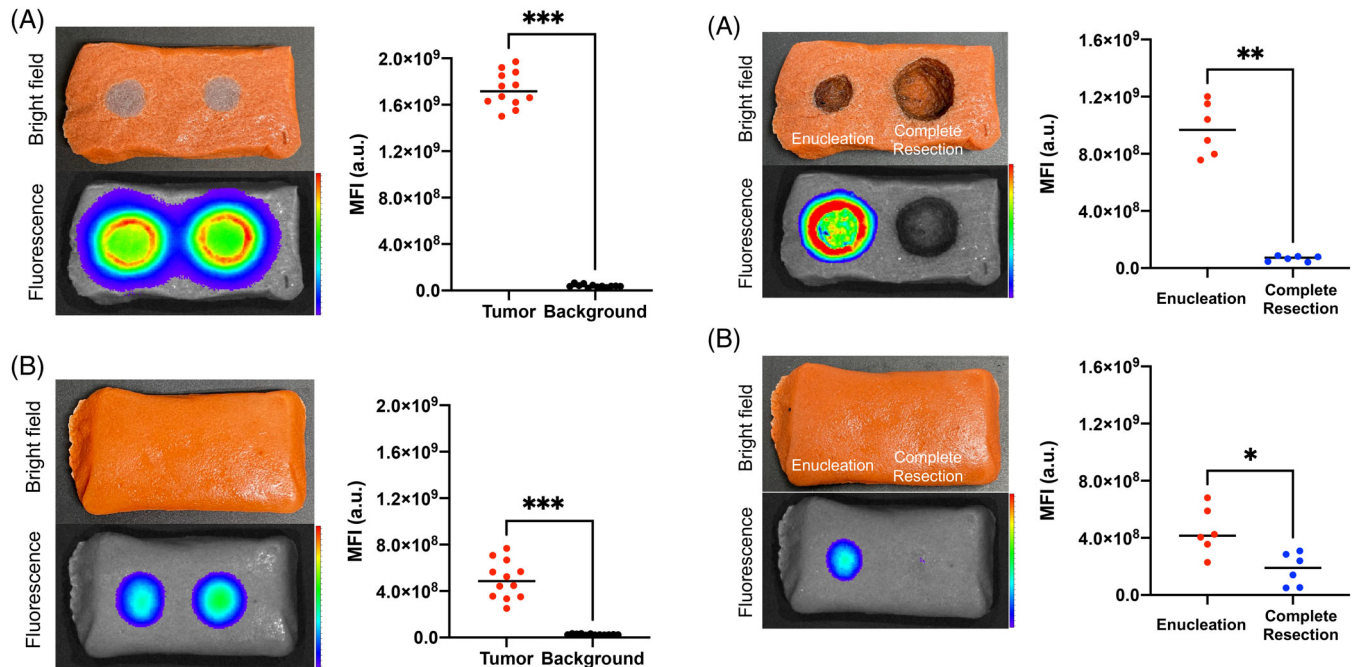 (A)
Bright field
Fluorescence
MFI (a.u.)
2.0×10⁹
1.6×10⁹
1.2×10⁹
8.0×10⁸
4.0×10⁸
0.0
***
Tumor Background
(B)
Bright field
Fluorescence
MFI (a.u.)
2.0×10⁹
1.6×10⁹
1.2×10⁹
8.0×10⁸
4.0×10⁸
0.0
***
Tumor Background
(A)
Bright field
Enucleation
Complete
Resection
Fluorescence
MFI (a.u.)
1.6×10⁹
1.2×10⁹
8.0×10⁸
4.0×10⁸
0.0
**
Enucleation
Complete
Resection
(B)
Bright field
Enucleation
Complete
Resection
Fluorescence
MFI (a.u.)
1.6×10⁹
1.2×10⁹
8.0×10⁸
4.0×10⁸
0.0
*
Enucleation
Complete
Resection